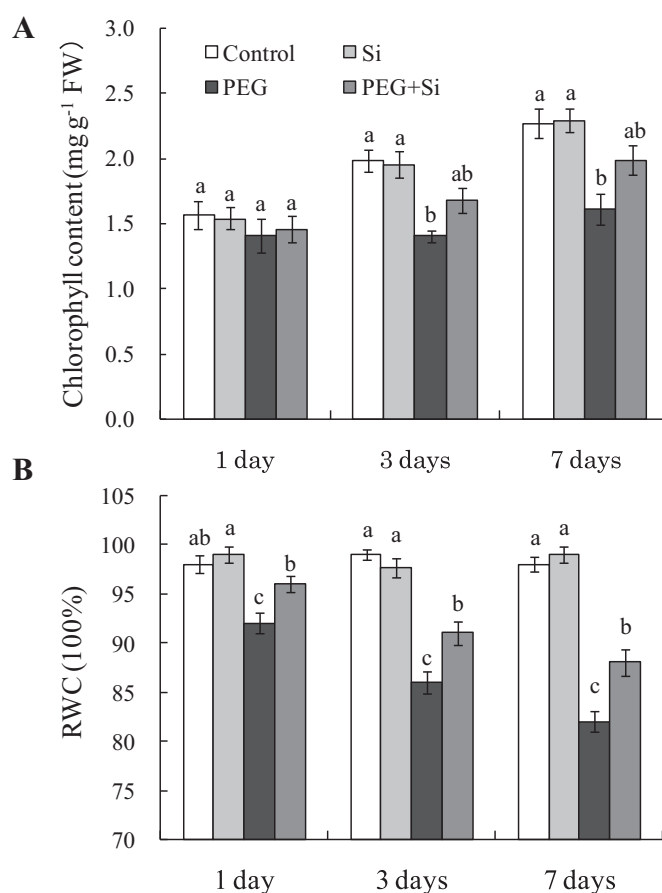 A
Chlorophyll content (mg g⁻¹ FW)
3.0
2.5
2.0
1.5
1.0
0.5
0.0
Control
Si
PEG
PEG+Si
a a a a
a a b ab
a a b ab
1 day 3 days 7 days
B
RWC (100%)
105
100
95
90
85
80
75
70
ab a c b
a a c b
a a c b
1 day 3 days 7 days